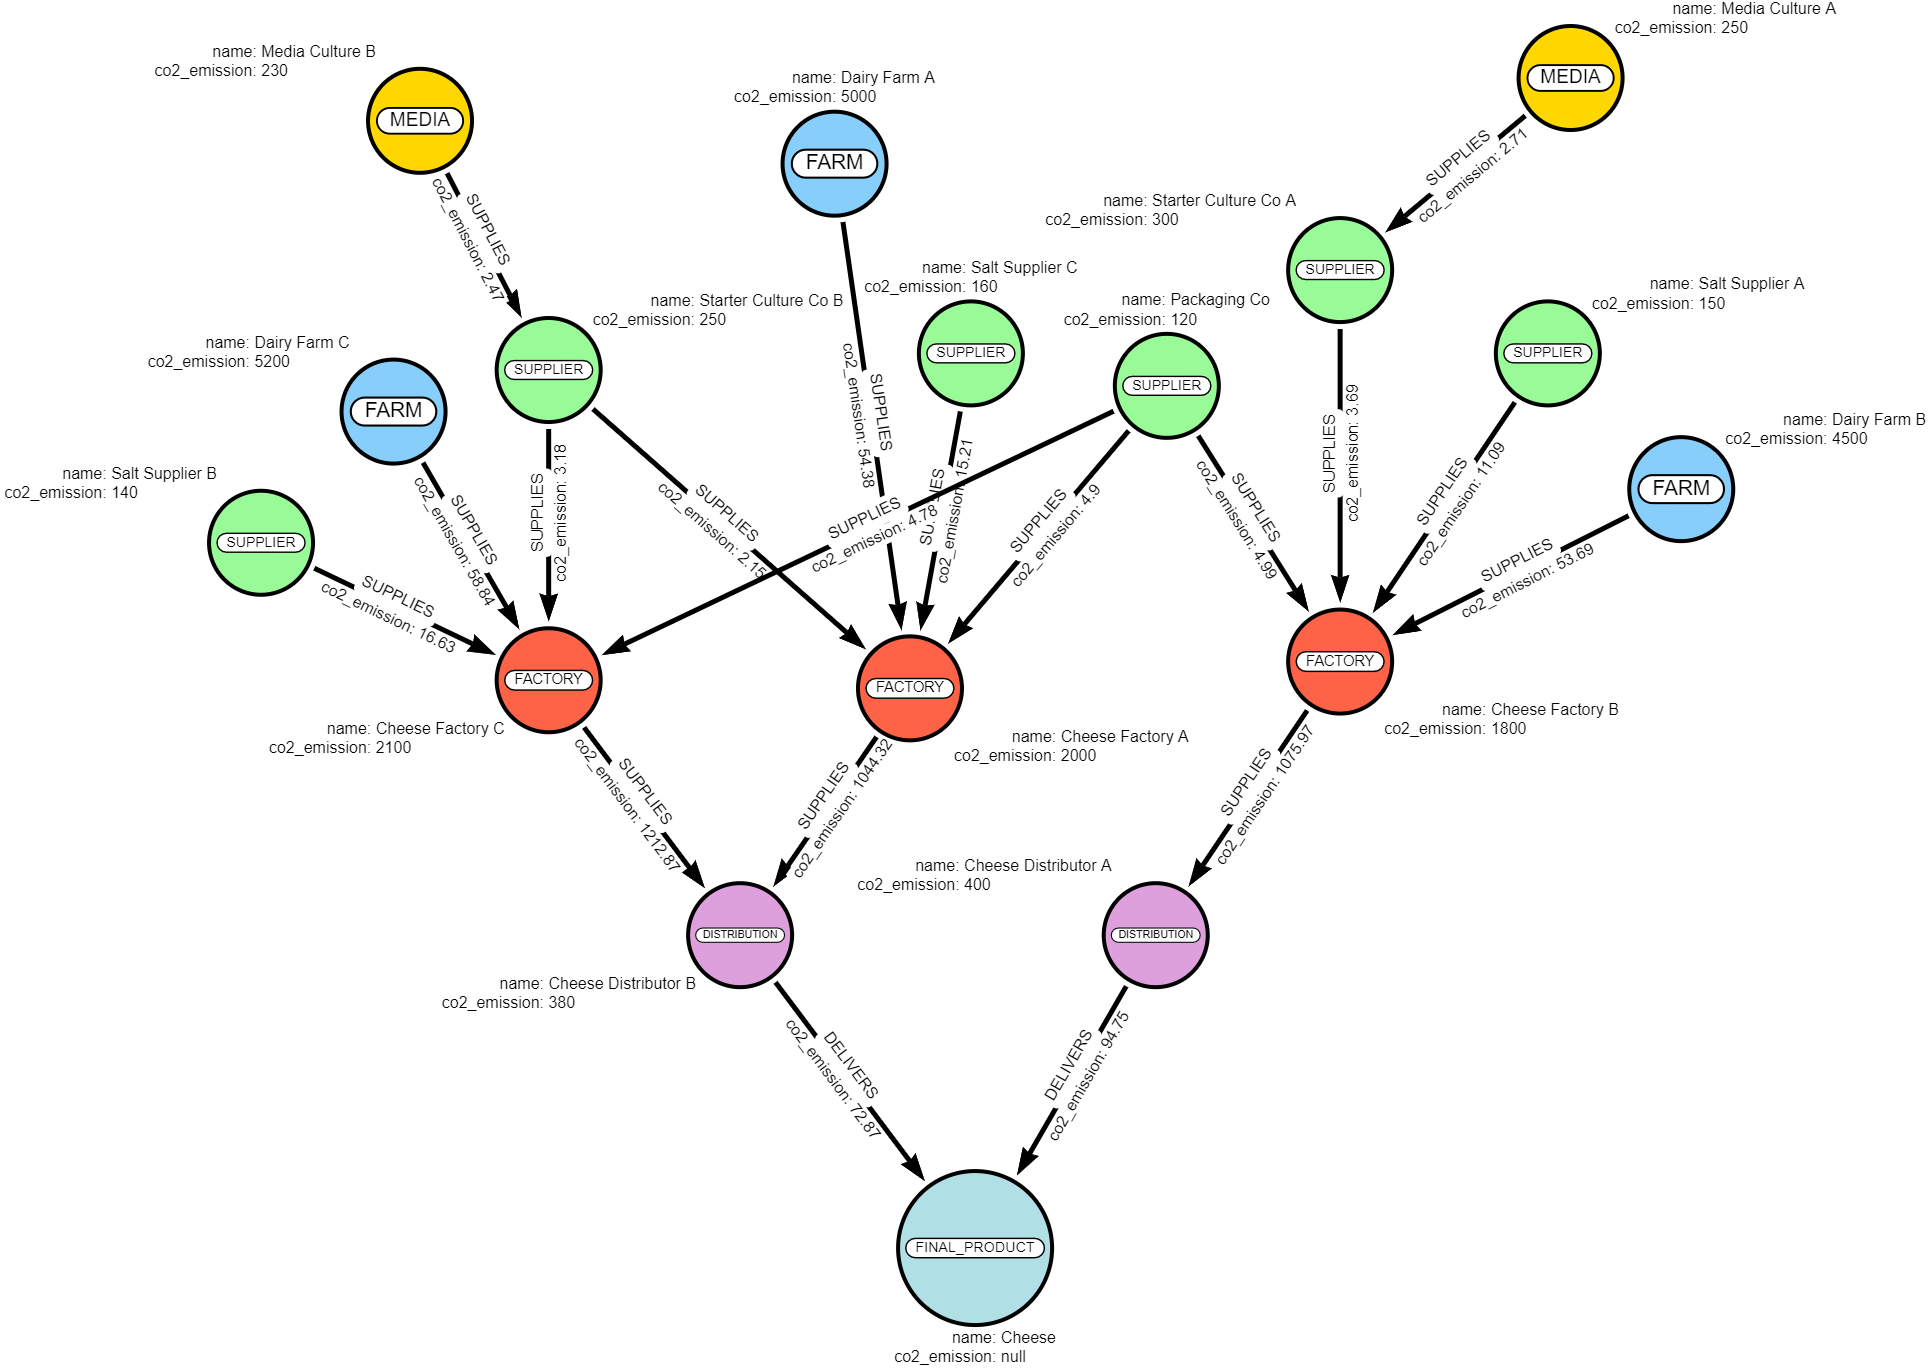 name: Media Culture A
co2_emission: 250
MEDIA
name: Media Culture B
co2_emission: 230
MEDIA
name: Dairy Farm A
co2_emission: 5000
FARM
SUPPLIES
co2_emission: 2.71
SUPPLIES
co2_emission: 2.47
name: Starter Culture Co A
co2_emission: 300
SUPPLIER
name: Salt Supplier C
co2_emission: 160
SUPPLIER
name: Salt Supplier A
co2_emission: 150
SUPPLIER
name: Starter Culture Co B
co2_emission: 250
SUPPLIER
name: Packaging Co
co2_emission: 120
SUPPLIER
name: Dairy Farm C
co2_emission: 5200
FARM
name: Dairy Farm B
co2_emission: 4500
FARM
name: Salt Supplier B
co2_emission: 140
SUPPLIER
SUPPLIES
co2_emission: 16.63
SUPPLIES
co2_emission: 58.84
SUPPLIES
co2_emission: 3.18
SUPPLIES
co2_emission: 2.15
SUPPLIES
co2_emission: 54.38
SUPPLIES
co2_emission: 4.78
co2_emission: 15.21
SUPPLIES
co2_emission: 4.9
SUPPLIES
co2_emission: 4.99
SUPPLIES
co2_emission: 3.69
SUPPLIES
co2_emission: 11.09
SUPPLIES
co2_emission: 53.69
FACTORY
name: Cheese Factory C
co2_emission: 2100
FACTORY
name: Cheese Factory A
co2_emission: 2000
FACTORY
name: Cheese Factory B
co2_emission: 1800
SUPPLIES
co2_emission: 1212.87
SUPPLIES
co2_emission: 1044.32
SUPPLIES
co2_emission: 1075.97
name: Cheese Distributor A
co2_emission: 400
DISTRIBUTION
DISTRIBUTION
name: Cheese Distributor B
co2_emission: 380
DELIVERS
co2_emission: 72.87
DELIVERS
co2_emission: 94.75
FINAL_PRODUCT
name: Cheese
co2_emission: null